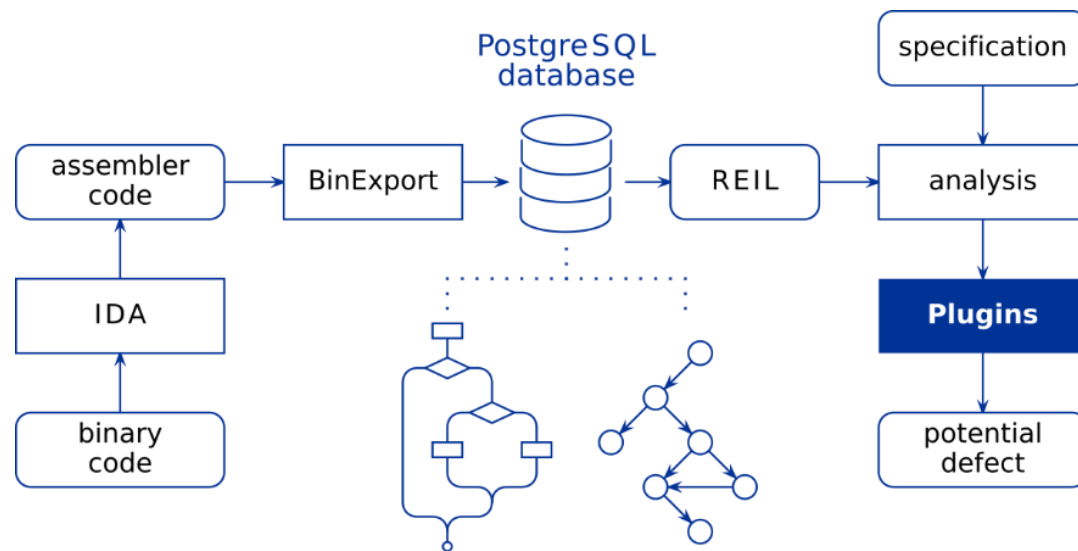 PostgreSQL
database
specification
assembler
code
BinExport
REIL
analysis
IDA
Plugins
binary
code
potential
defect